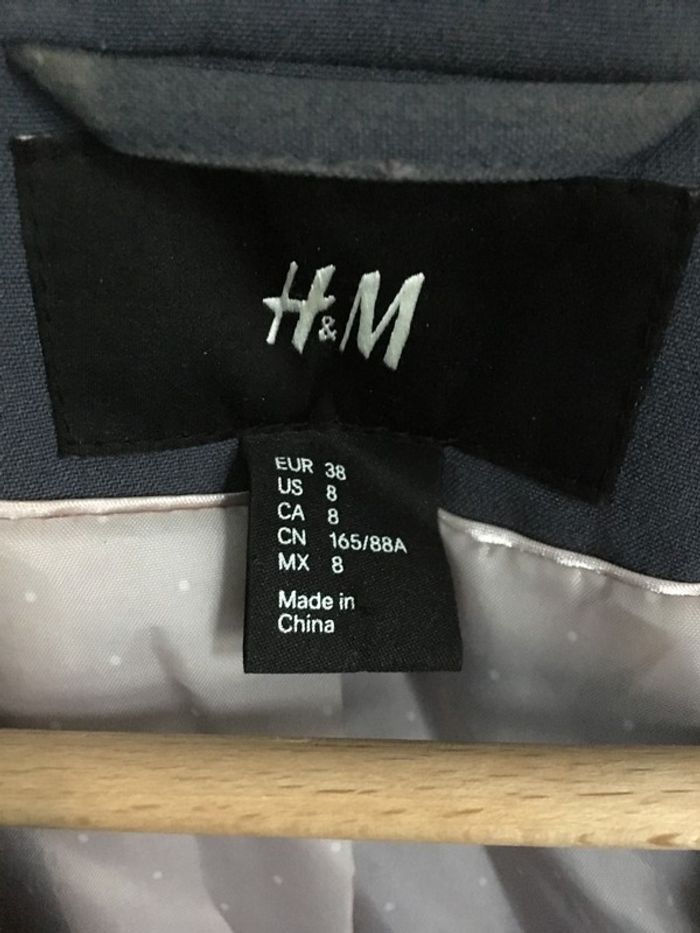 H&M
EUR 38
US 8
CA 8
CN 165/88A
MX 8
Made in
China